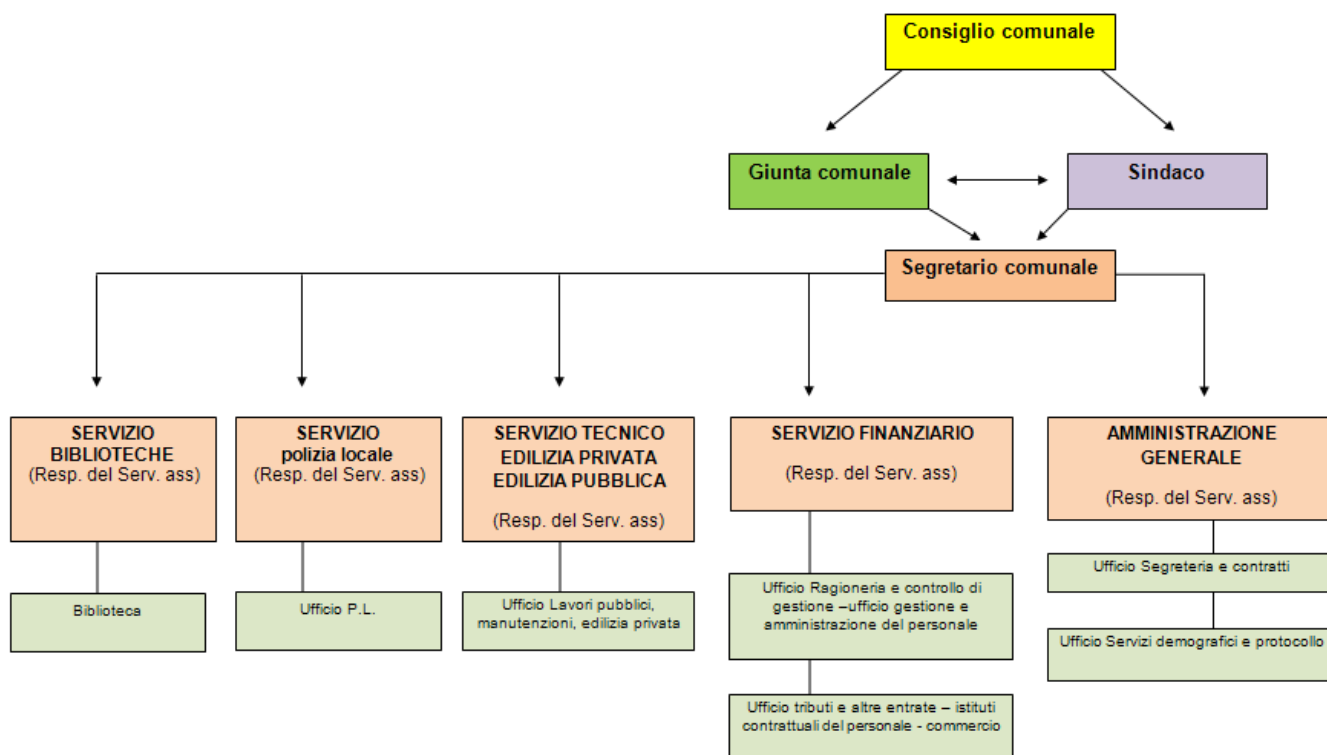 Consiglio comunale
Giunta comunale
Sindaco
Segretario comunale
SERVIZIO
BIBLIOTECHE
(Resp. del Serv. ass)
SERVIZIO
polizia locale
(Resp. del Serv. ass)
SERVIZIO TECNICO
EDILIZIA PRIVATA
EDILIZIA PUBBLICA
(Resp. del Serv. ass)
SERVIZIO FINANZIARIO
(Resp. del Serv. ass)
AMMINISTRAZIONE
GENERALE
(Resp. del Serv. ass)
Biblioteca
Ufficio P.L.
Ufficio Lavori pubblici,
manutenzioni, edilizia privata
Ufficio Ragioneria e controllo di
gestione –ufficio gestione e
amministrazione del personale
Ufficio tributi e altre entrate – istituti
contrattuali del personale - commercio
Ufficio Segreteria e contratti
Ufficio Servizi demografici e protocollo